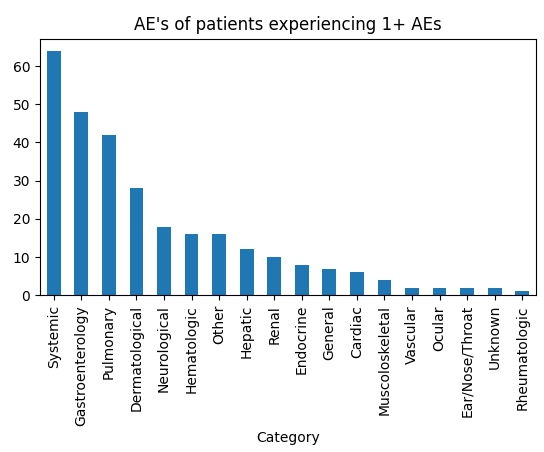 AE's of patients experiencing 1+ AEs
60
50
40
30
20
10
0
Systemic
Gastroenterology
Pulmonary
Dermatological
Neurological
Hematologic
Other
Hepatic
Renal
Endocrine
General
Cardiac
Muscoloskeletal
Vascular
Ocular
Ear/Nose/Throat
Unknown
Rheumatologic
Category